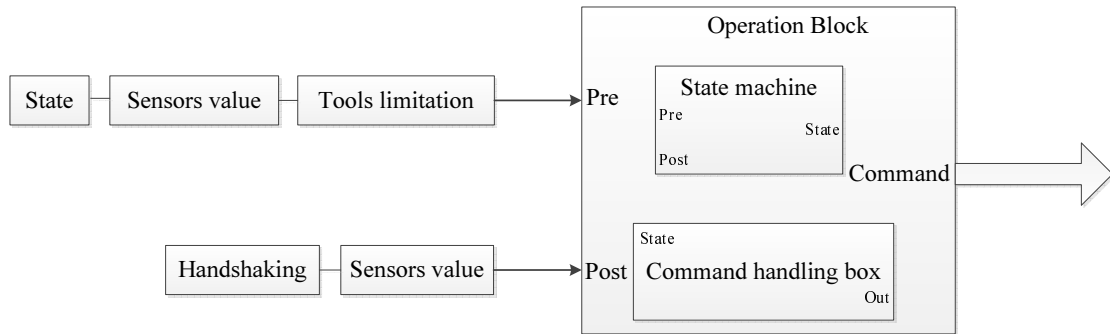 Operation Block
State
Sensors value
Tools limitation
Pre
State machine
Pre
State
Post
Command
Handshaking
Sensors value
Post
State
Command handling box
Out